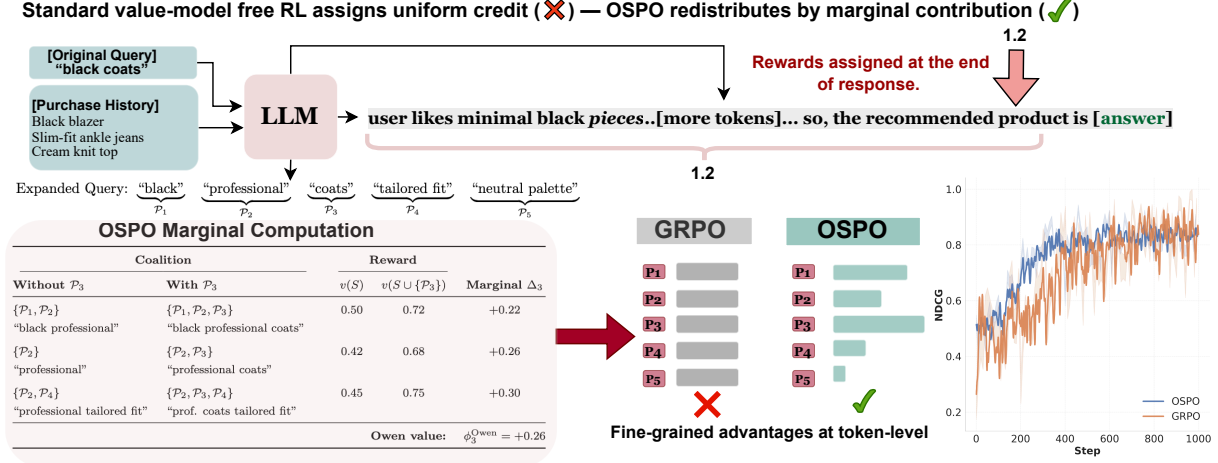 Standard value-model free RL assigns uniform credit (❌) — OSPO redistributes by marginal contribution (✓)
[Original Query]
“black coats”
[Purchase History]
Black blazer
Slim-fit ankle jeans
Cream knit top
LLM
1.2
Rewards assigned at the end
of response.
user likes minimal black pieces..[more tokens]... so, the recommended product is [answer]
1.2
Expanded Query: “black” “professional” “coats” “tailored fit” “neutral palette”
P₁ P₂ P₃ P₄ P₅
OSPO Marginal Computation
Coalition Reward
Without P₃ With P₃ v(S) v(S ∪ {P₃}) Marginal Δ₃
{P₁, P₂} {P₁, P₂, P₃} 0.50 0.72 +0.22
“black professional” “black professional coats”
{P₂} {P₂, P₃} 0.42 0.68 +0.26
“professional” “professional coats”
{P₂, P₄} {P₂, P₃, P₄} 0.45 0.75 +0.30
“professional tailored fit” “prof. coats tailored fit”
Owen value: ϕ₃^Owen = +0.26
GRPO
P1
P2
P3
P4
P5
OSPO
P1
P2
P3
P4
P5
Fine-grained advantages at token-level
NDCG
1.0
0.8
0.6
0.4
0.2
OSPO
GRPO
0 200 400 600 800 1000
Step